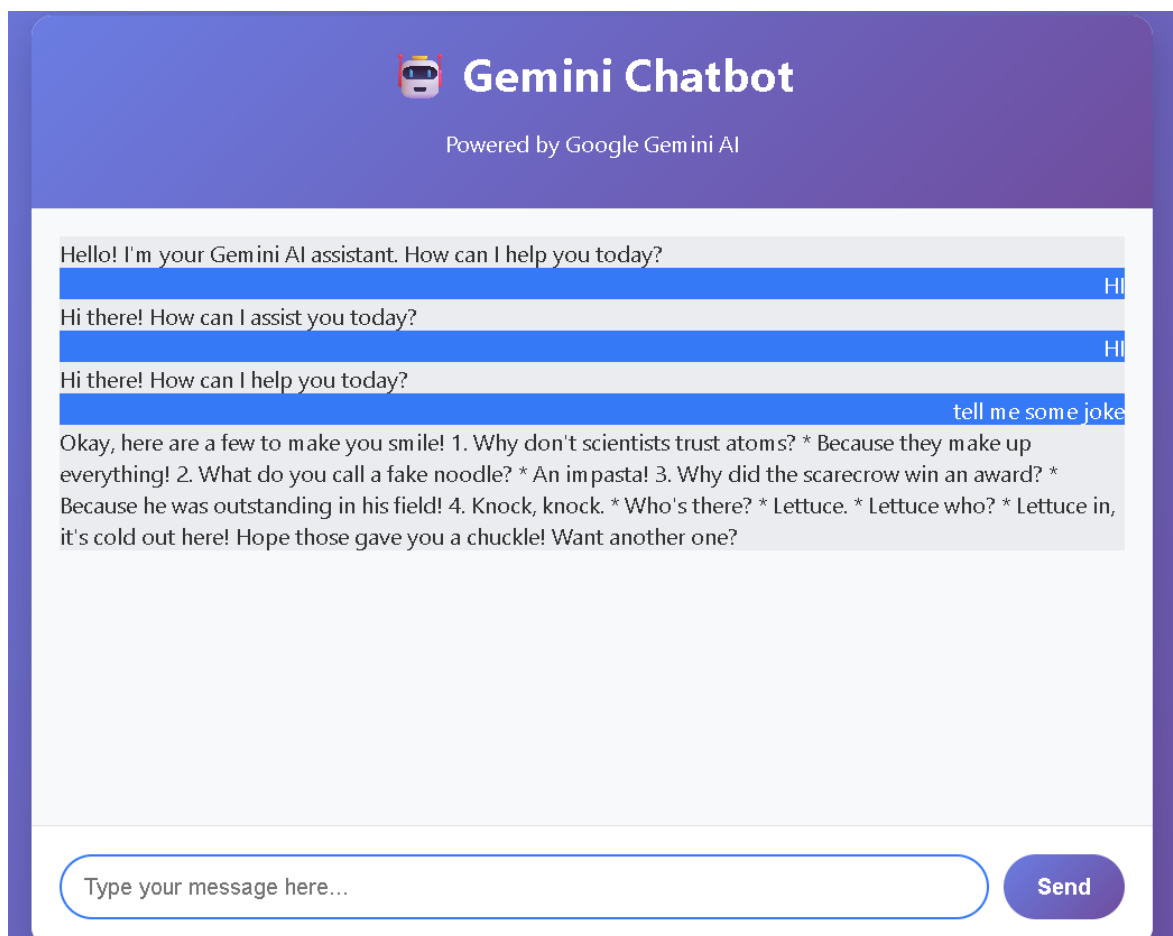 Gemini Chatbot
Powered by Google Gemini AI
Hello! I'm your Gemini AI assistant. How can I help you today?
HI
Hi there! How can I assist you today?
HI
Hi there! How can I help you today?
tell me some joke
Okay, here are a few to make you smile! 1. Why don't scientists trust atoms? * Because they make up
everything! 2. What do you call a fake noodle? * An impasta! 3. Why did the scarecrow win an award? *
Because he was outstanding in his field! 4. Knock, knock. * Who's there? * Lettuce. * Lettuce who? * Lettuce in,
it's cold out here! Hope those gave you a chuckle! Want another one?
Type your message here...
Send